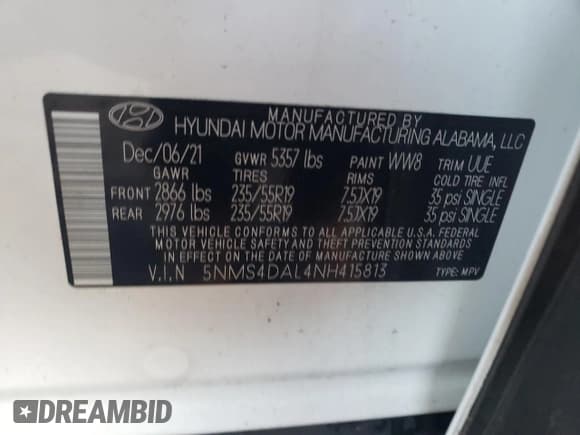 MANUFACTURED BY
HYUNDAI MOTOR MANUFACTURING ALABAMA, LLC
Dec/06/21 GVWR 5357 lbs PAINT WW8 TRIM UUE
GAWR TIRES RIMS COLD TIRE INFL
FRONT 2866 lbs 235/55R19 7.5JX19 35 psi SINGLE
REAR 2976 lbs 235/55R19 7.5JX19 35 psi SINGLE
THIS VEHICLE CONFORMS TO ALL APPLICABLE U.S.A. FEDERAL
MOTOR VEHICLE SAFETY AND THEFT PREVENTION STANDARDS
IN EFFECT ON THE DATE OF MANUFACTURE SHOWN ABOVE.
V.I.N 5NMS4DAL4NH415813 TYPE: MPV
DREAMBID